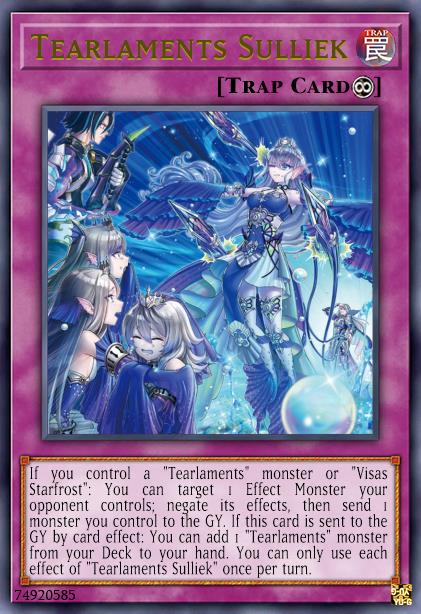 Tearlaments Sulliek
TRAP
罠
[Trap Card]
If you control a "Tearlaments" monster or "Visas
Starfrost": You can target 1 Effect Monster your
opponent controls; negate its effects, then send 1
monster you control to the GY. If this card is sent to the
GY by card effect: You can add 1 "Tearlaments" monster
from your Deck to your hand. You can only use each
effect of "Tearlaments Sulliek" once per turn.
74920585